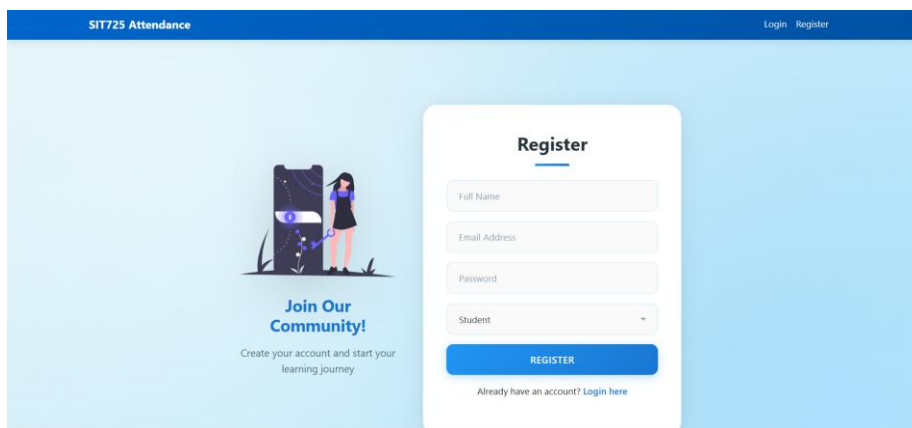 SIT725 Attendance
Login Register
Join Our
Community!
Create your account and start your
learning journey
Register
Full Name
Email Address
Password
Student
REGISTER
Already have an account? Login here